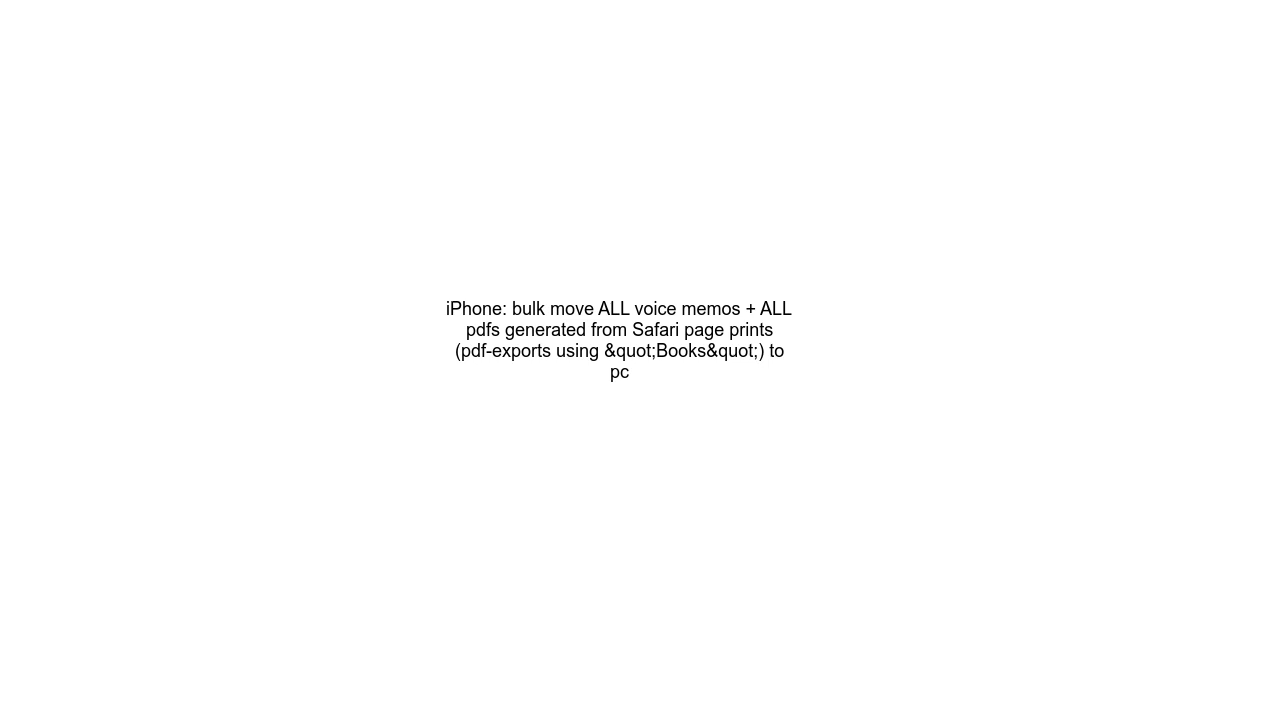 iPhone: bulk move ALL voice memos + ALL
pdfs generated from Safari page prints
(pdf-exports using &quot;Books&quot;) to
pc